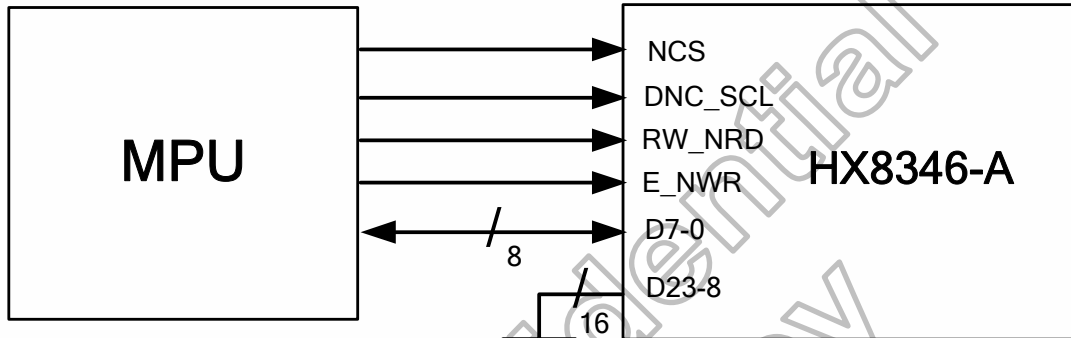 MPU
NCS
DNC_SCL
RW_NRD
E_NWR
D7-0
D23-8
HX8346-A
8
16